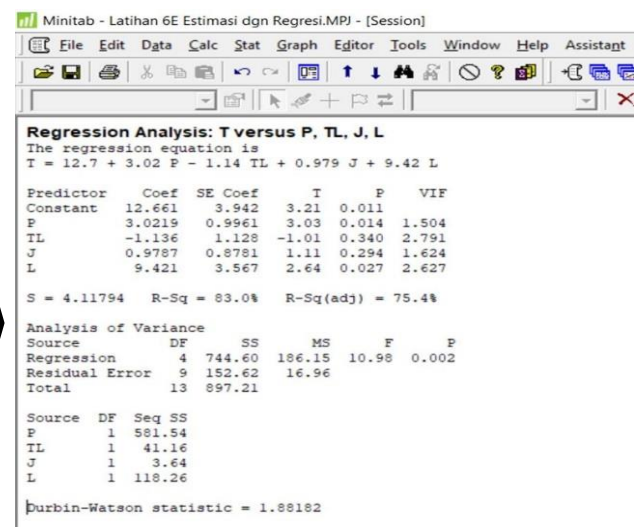 Minitab - Latihan 6E Estimasi dgn Regresi.MPJ - [Session]
File Edit Data Calc Stat Graph Editor Tools Window Help Assistant
Regression Analysis: T versus P, TL, J, L
The regression equation is
T = 12.7 + 3.02 P - 1.14 TL + 0.979 J + 9.42 L
Predictor Coef SE Coef T P VIF
Constant 12.661 3.942 3.21 0.011
P 3.0219 0.9961 3.03 0.014 1.504
TL -1.136 1.128 -1.01 0.340 2.791
J 0.9787 0.8781 1.11 0.294 1.624
L 9.421 3.567 2.64 0.027 2.627
S = 4.11794 R-Sq = 83.0% R-Sq(adj) = 75.4%
Analysis of Variance
Source DF SS MS F P
Regression 4 744.60 186.15 10.98 0.002
Residual Error 9 152.62 16.96
Total 13 897.21
Source DF Seq SS
P 1 581.54
TL 1 41.16
J 1 3.64
L 1 118.26
Durbin-Watson statistic = 1.88182